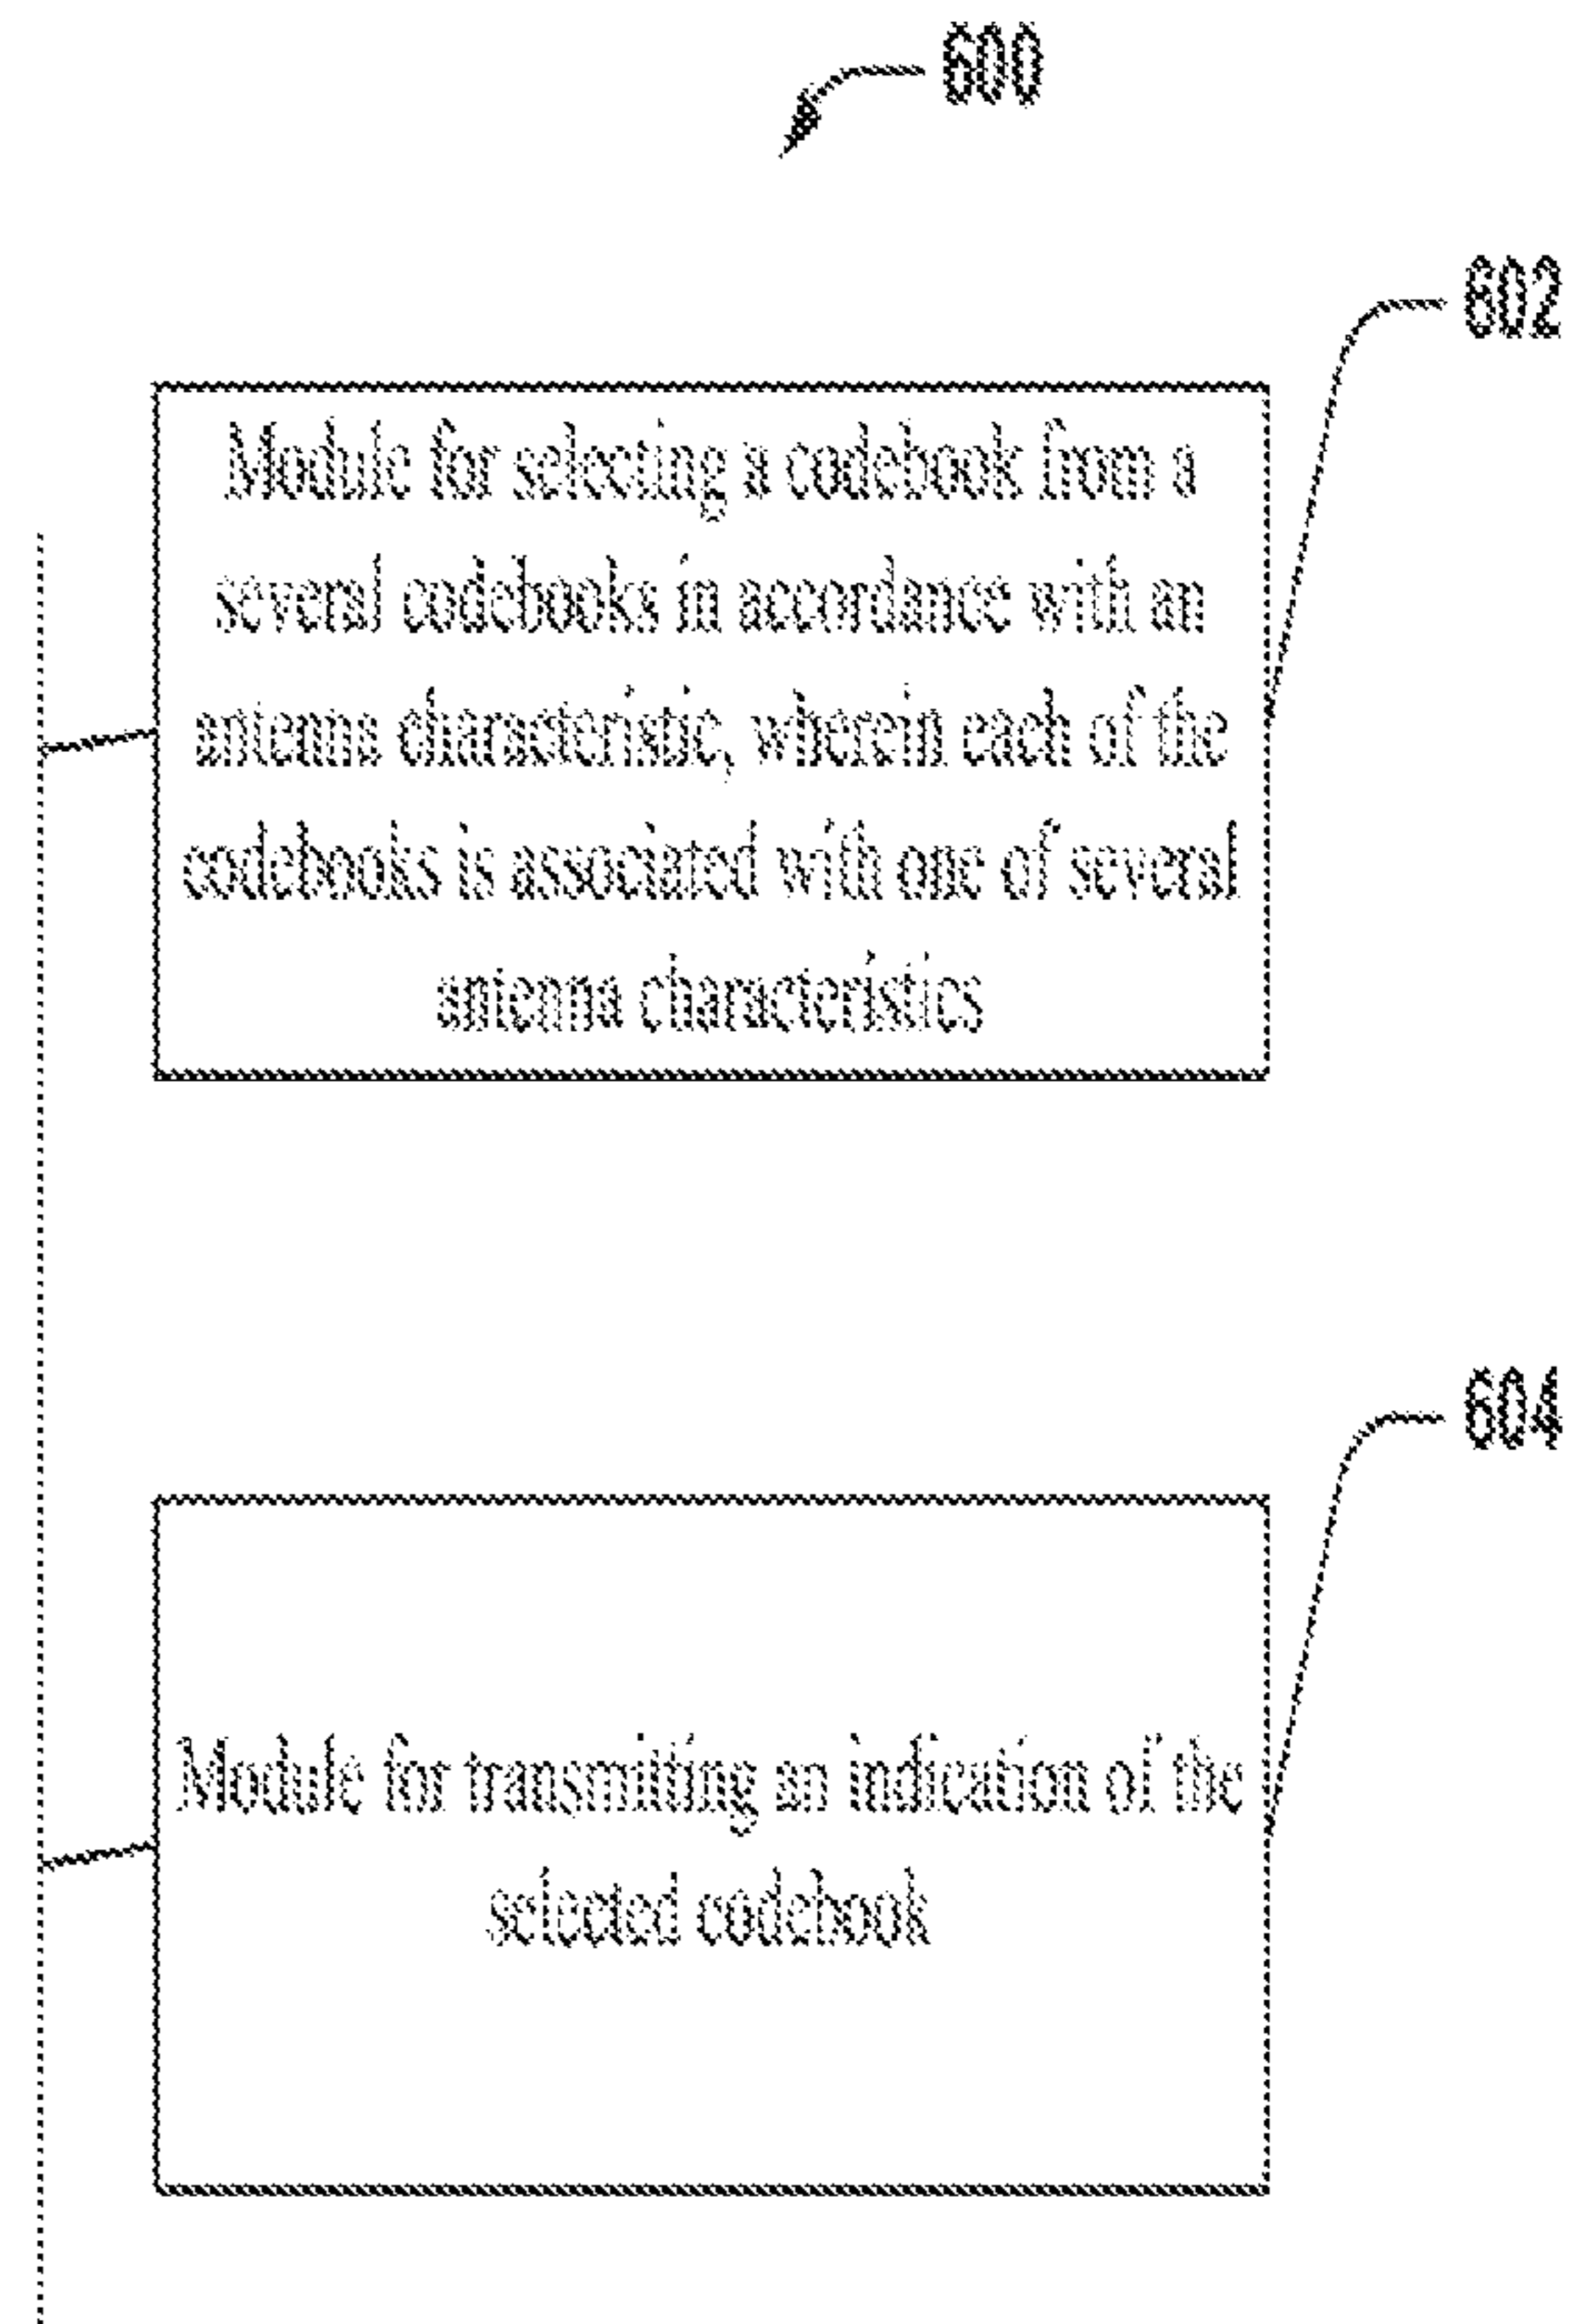 600
602
Module for selecting a codebook from a
several codebooks in accordance with an
antenna characteristic, wherein each of the
codebooks is associated with one of several
antenna characteristics
604
Module for transmitting an indication of the
selected codebook